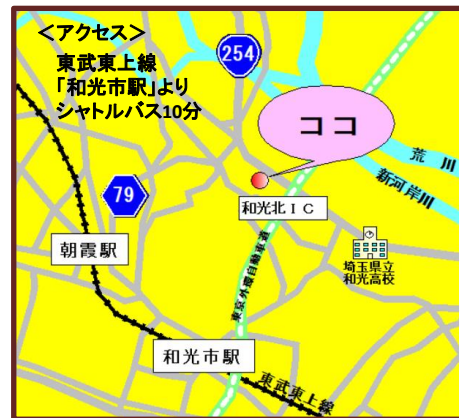 ＜アクセス＞
東武東上線
「和光市駅」より
シャトルバス10分
254
ココ
荒川
新河岸川
79
和光北ＩＣ
朝霞駅
埼玉県立
和光高校
東京外環自動車道
和光市駅
東武東上線